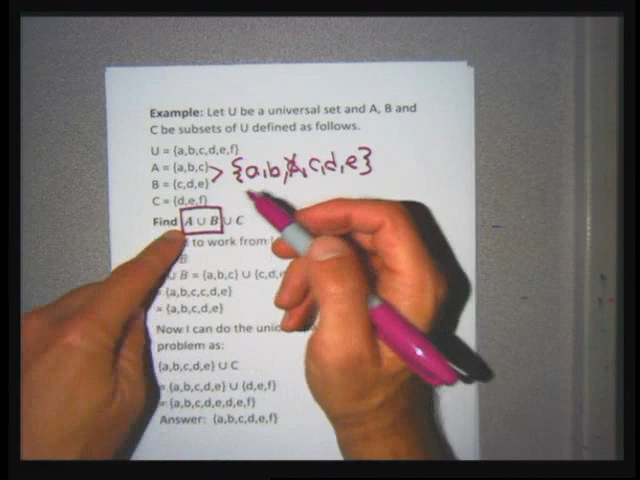 Example: Let U be a universal set and A, B and
C be subsets of U defined as follows.
U = {a,b,c,d,e,f}
A = {a,b,c}
B = {c,d,e}
> {a,b,c,d,e}
C = {d,e,f}
Find A ∪ B ∪ C
to work from
B
∪ B = {a,b,c} ∪ {c,d,e
= {a,b,c,c,d,e}
= {a,b,c,d,e}
Now I can do the unio
problem as:
{a,b,c,d,e} ∪ C
= {a,b,c,d,e} ∪ {d,e,f}
= {a,b,c,d,e,d,e,f}
Answer: {a,b,c,d,e,f}